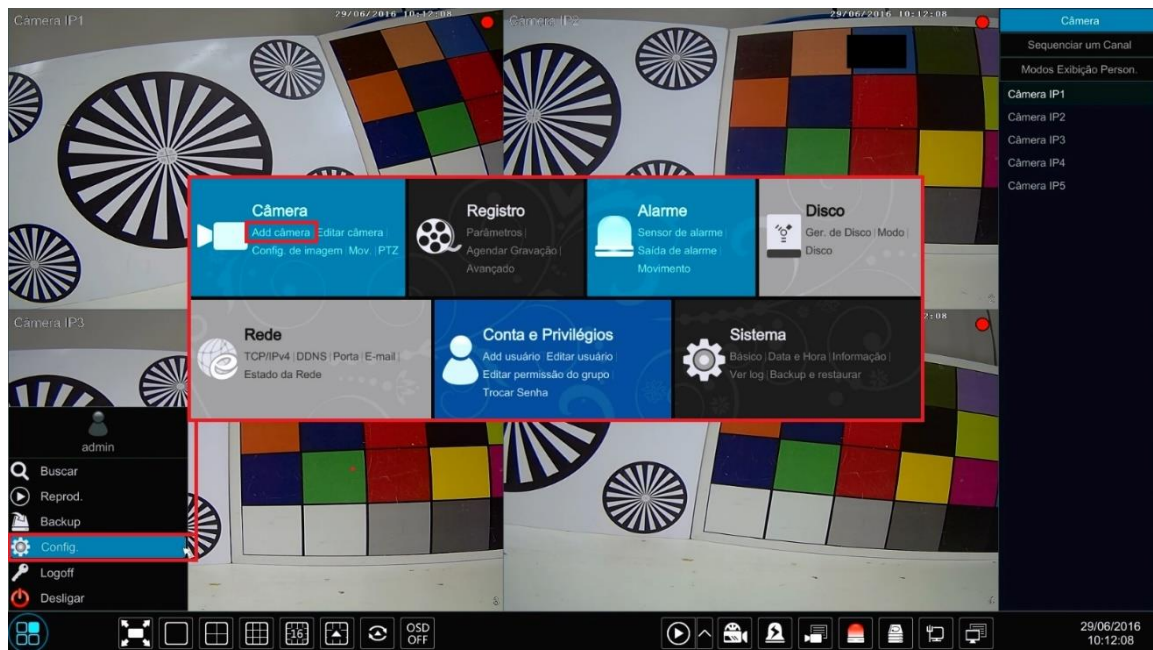 Câmera IP1
29/06/2016 10:12:08
Câmera IP2
29/06/2016 10:12:08
Câmera
Sequenciar um Canal
Modos Exibição Person.
Câmera IP1
Câmera IP2
Câmera IP3
Câmera IP4
Câmera IP5
Câmera
Add câmera | Editar câmera |
Config. de imagem | Mov. | PTZ
Registro
Parâmetros |
Agendar Gravação |
Avançado
Alarme
Sensor de alarme |
Saída de alarme |
Movimento
Disco
Ger. de Disco | Modo |
Disco
Câmera IP3
2:08
Rede
TCP/IPv4 | DDNS | Porta | E-mail |
Estado da Rede
Conta e Privilégios
Add usuário Editar usuário |
Editar permissão do grupo |
Trocar Senha
Sistema
Básico | Data e Hora | Informação |
Ver log | Backup e restaurar
admin
Buscar
Reprod.
Backup
Config.
Logoff
Desligar
16
OSD
OFF
29/06/2016
10:12:08